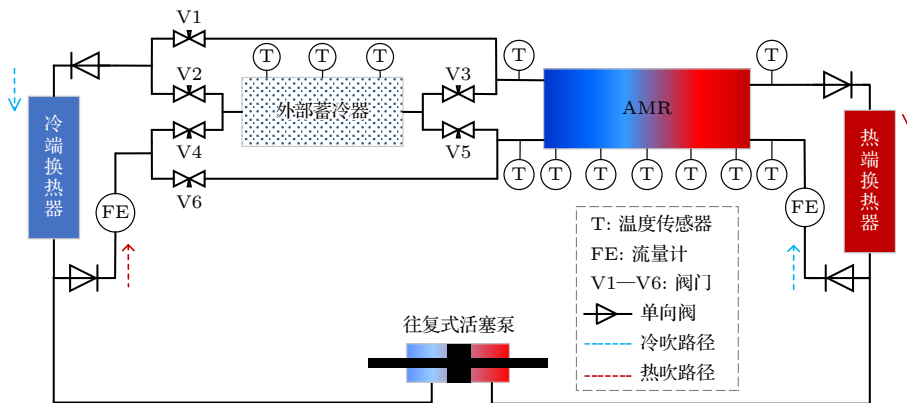 V1
T
T
T
T
T
V2
V3
外部蓄冷器
AMR
冷端换热器
热端换热器
V4
V5
T
T
T
T
T
T
T
V6
FE
FE
T: 温度传感器
FE: 流量计
V1—V6: 阀门
单向阀
冷吹路径
热吹路径
往复式活塞泵